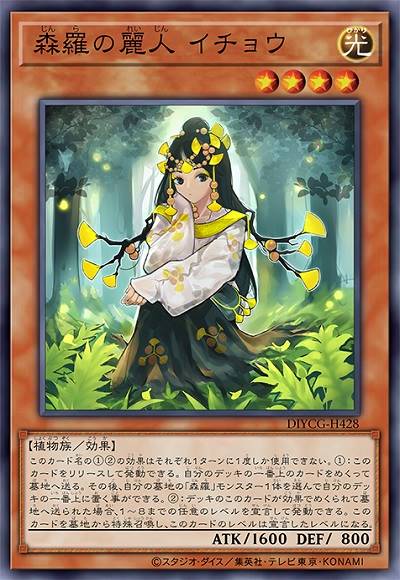 森羅の麗人 イチョウ
光
DIYCG-H428
【植物族/効果】
このカード名の①②の効果はそれぞれ1ターンに1度しか使用できない。①:こ
のカードをリリースして発動できる。自分のデッキの一番上のカードをめくって
墓地へ送る。その後、自分の墓地の「森羅」モンスター1体を選んで自分のデッ
キの一番上に置く事ができる。②:デッキのこのカードが効果でめくられて墓
地へ送られた場合、1~8までの任意のレベルを宣言して発動できる。このカー
ドを墓地から特殊召喚し、このカードのレベルは宣言したレベルになる。
ATK/1600 DEF/ 800
©スタジオ・ダイス/集英社・テレビ東京・KONAMI